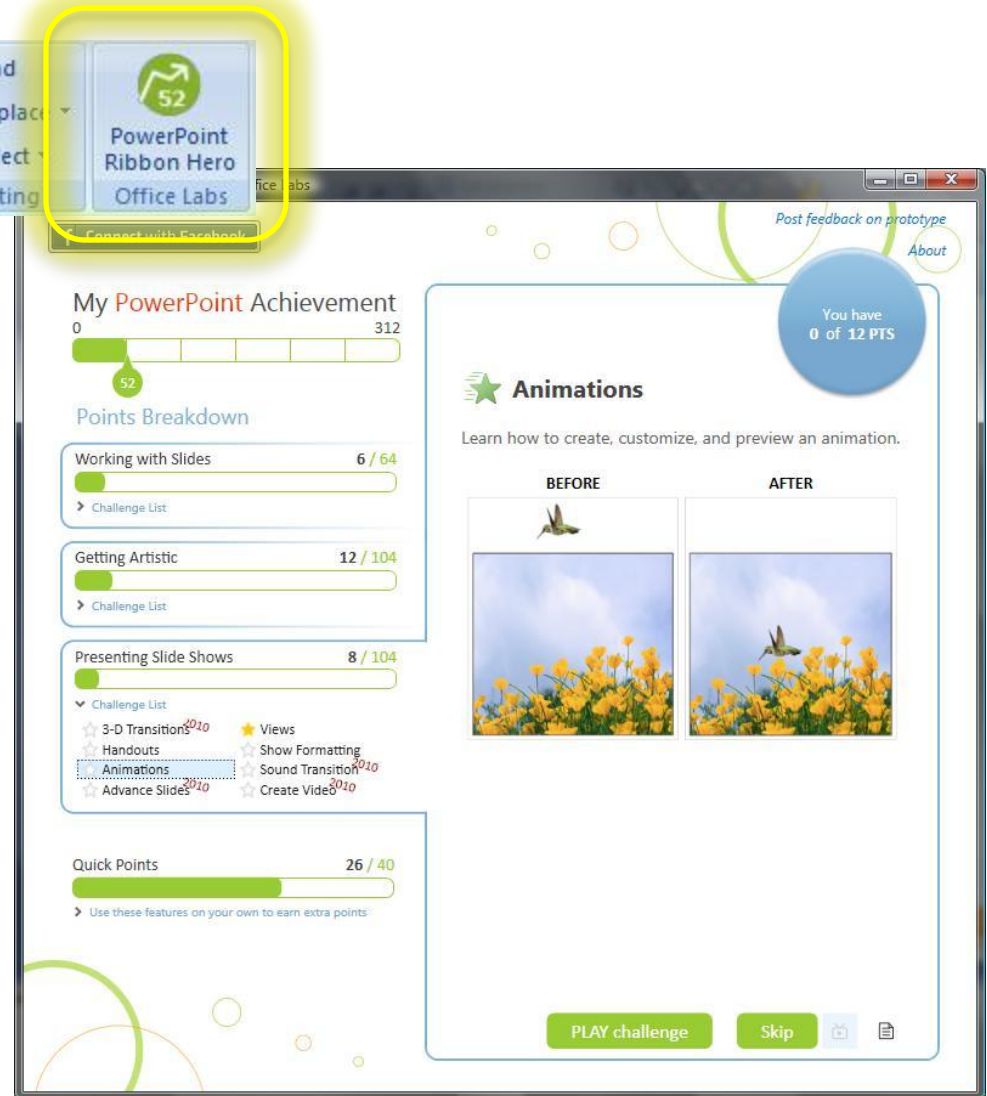 52
PowerPoint
Ribbon Hero
Office Labs
Connect with Facebook
Post feedback on prototype
About
My PowerPoint Achievement
0 312
52
Points Breakdown
Working with Slides 6 / 64
Challenge List
Getting Artistic 12 / 104
Challenge List
Presenting Slide Shows 8 / 104
Challenge List
3-D Transitions 2010 Views
Handouts Show Formatting
Animations Sound Transition 2010
Advance Slides 2010 Create Video 2010
Quick Points 26 / 40
Use these features on your own to earn extra points
You have
0 of 12 PTS
Animations
Learn how to create, customize, and preview an animation.
BEFORE AFTER
PLAY challenge Skip